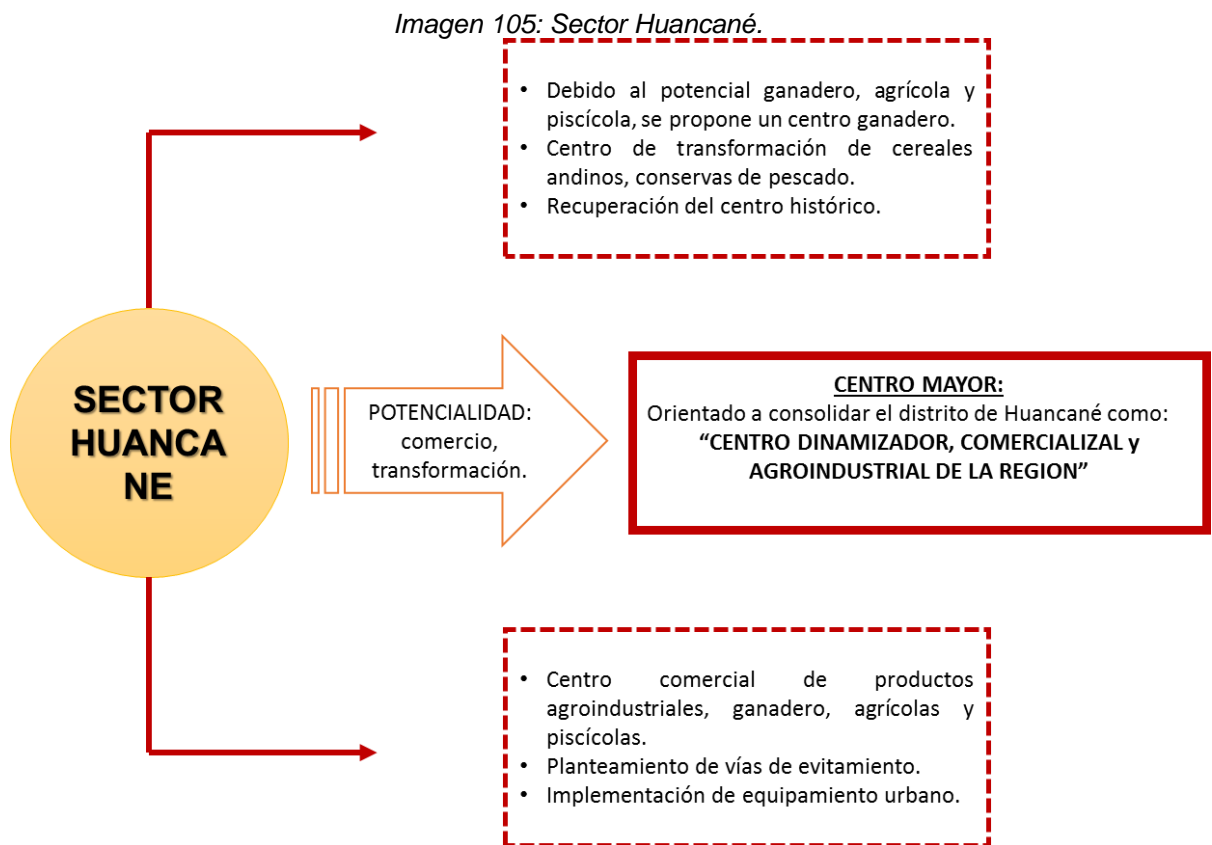 Imagen 105: Sector Huancané.
• Debido al potencial ganadero, agrícola y
piscícola, se propone un centro ganadero.
• Centro de transformación de cereales
andinos, conservas de pescado.
• Recuperación del centro histórico.
SECTOR
HUANCA
NE
POTENCIALIDAD:
comercio,
transformación.
CENTRO MAYOR:
Orientado a consolidar el distrito de Huancané como:
“CENTRO DINAMIZADOR, COMERCIALIZAL y
AGROINDUSTRIAL DE LA REGION”
• Centro comercial de productos
agroindustriales, ganadero, agrícolas y
piscícolas.
• Planteamiento de vías de evitamiento.
• Implementación de equipamiento urbano.